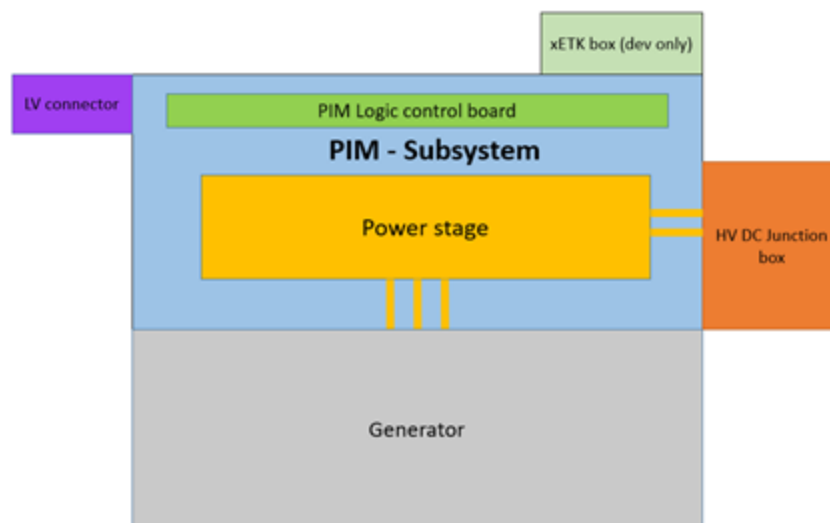 xETK box (dev only)
LV connector
PIM Logic control board
PIM - Subsystem
Power stage
HV DC Junction
box
Generator